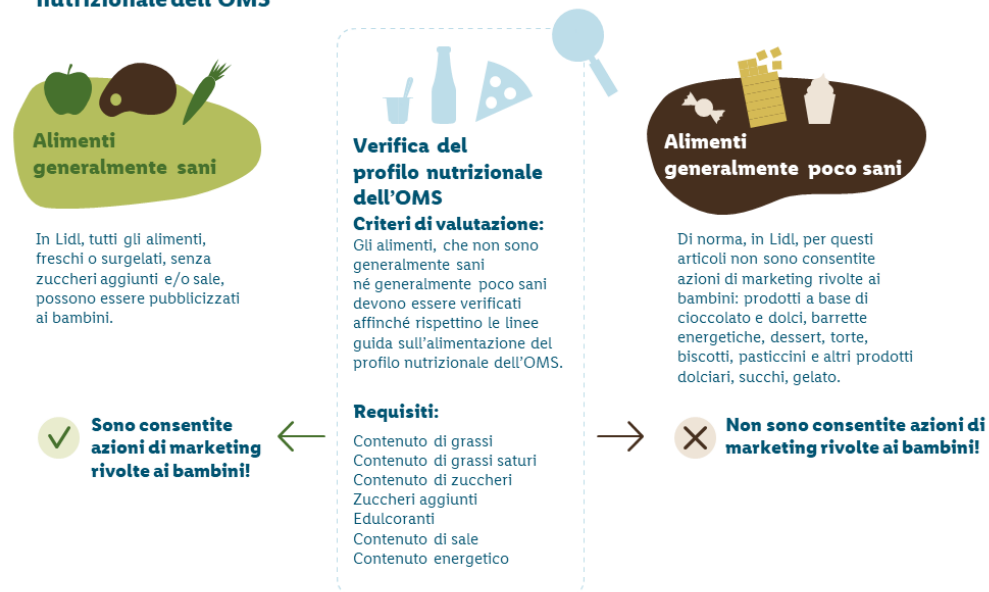 nutrizionale dell'OMS
Alimenti
generalmente sani
In Lidl, tutti gli alimenti,
freschi o surgelati, senza
zuccheri aggiunti e/o sale,
possono essere pubblicizzati
ai bambini.
Sono consentite
azioni di marketing
rivolte ai bambini!
Verifica del
profilo nutrizionale
dell'OMS
Criteri di valutazione:
Gli alimenti, che non sono
generalmente sani
né generalmente poco sani
devono essere verificati
affinché rispettino le linee
guida sull'alimentazione del
profilo nutrizionale dell'OMS.
Requisiti:
Contenuto di grassi
Contenuto di grassi saturi
Contenuto di zuccheri
Zuccheri aggiunti
Edulcoranti
Contenuto di sale
Contenuto energetico
Alimenti
generalmente poco sani
Di norma, in Lidl, per questi
articoli non sono consentite
azioni di marketing rivolte ai
bambini: prodotti a base di
cioccolato e dolci, barrette
energetiche, dessert, torte,
biscotti, pasticcini e altri prodotti
dolciari, succhi, gelato.
Non sono consentite azioni di
marketing rivolte ai bambini!